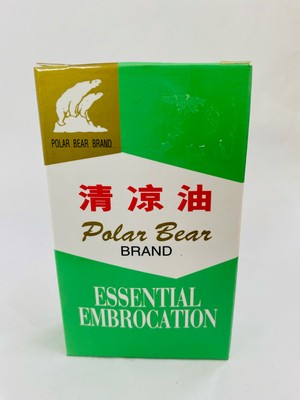 POLAR BEAR BRAND
清凉油
Polar Bear
BRAND
ESSENTIAL
EMBROCATION